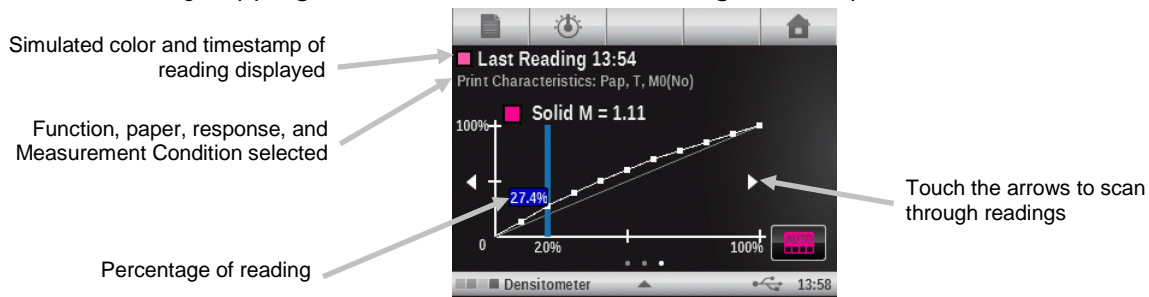 Simulated color and timestamp of
reading displayed
Function, paper, response, and
Measurement Condition selected
Percentage of reading
Last Reading 13:54
Print Characteristics: Pap, T, M0(No)
Solid M = 1.11
100%
27.4%
0
20%
100%
AUTO
Densitometer
13:58
Touch the arrows to scan
through readings